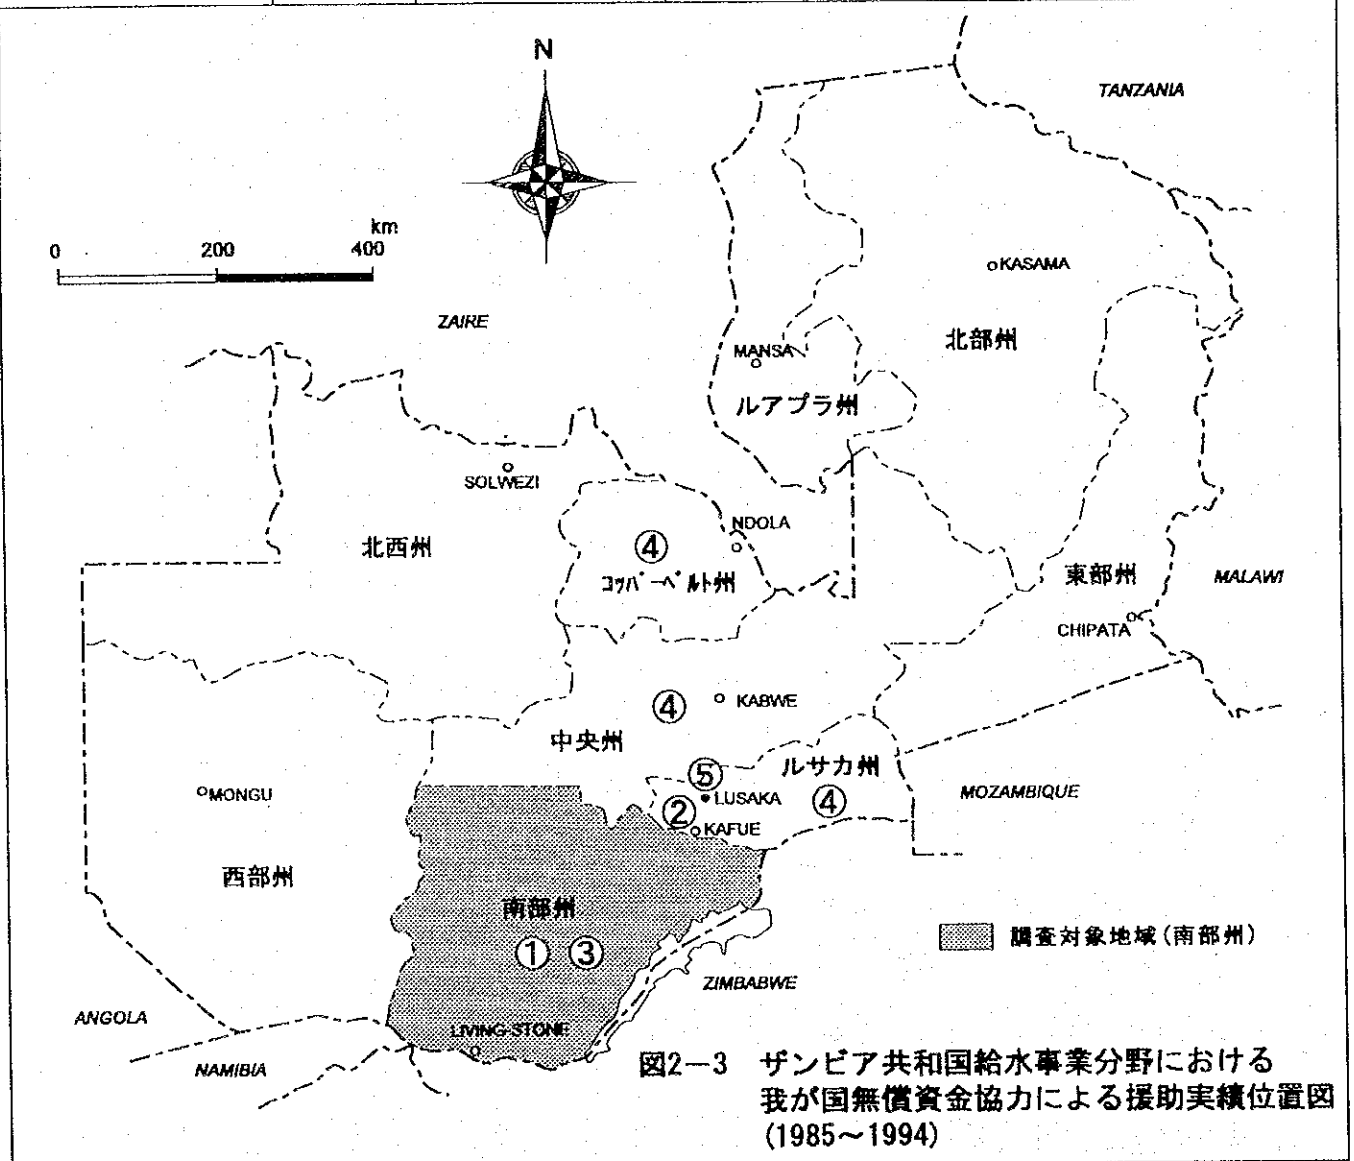 N
TANZANIA
km
0 200 400
KASAMA
ZAIRE
北部州
MANSA
ルアプラ州
SOLWEZI
NDOLA
④
北西州
コッパーベルト州
東部州
MALAWI
CHIPATA
④
KABWE
中央州
⑤
ルサカ州
MONGU
LUSAKA
④
MOZAMBIQUE
②
KAFUE
西部州
南部州
① ③
調査対象地域(南部州)
ZIMBABWE
ANGOLA
LIVING-STONE
NAMIBIA
図2-3 ザンビア共和国給水事業分野における
我が国無償資金協力による援助実績位置図
(1985~1994)